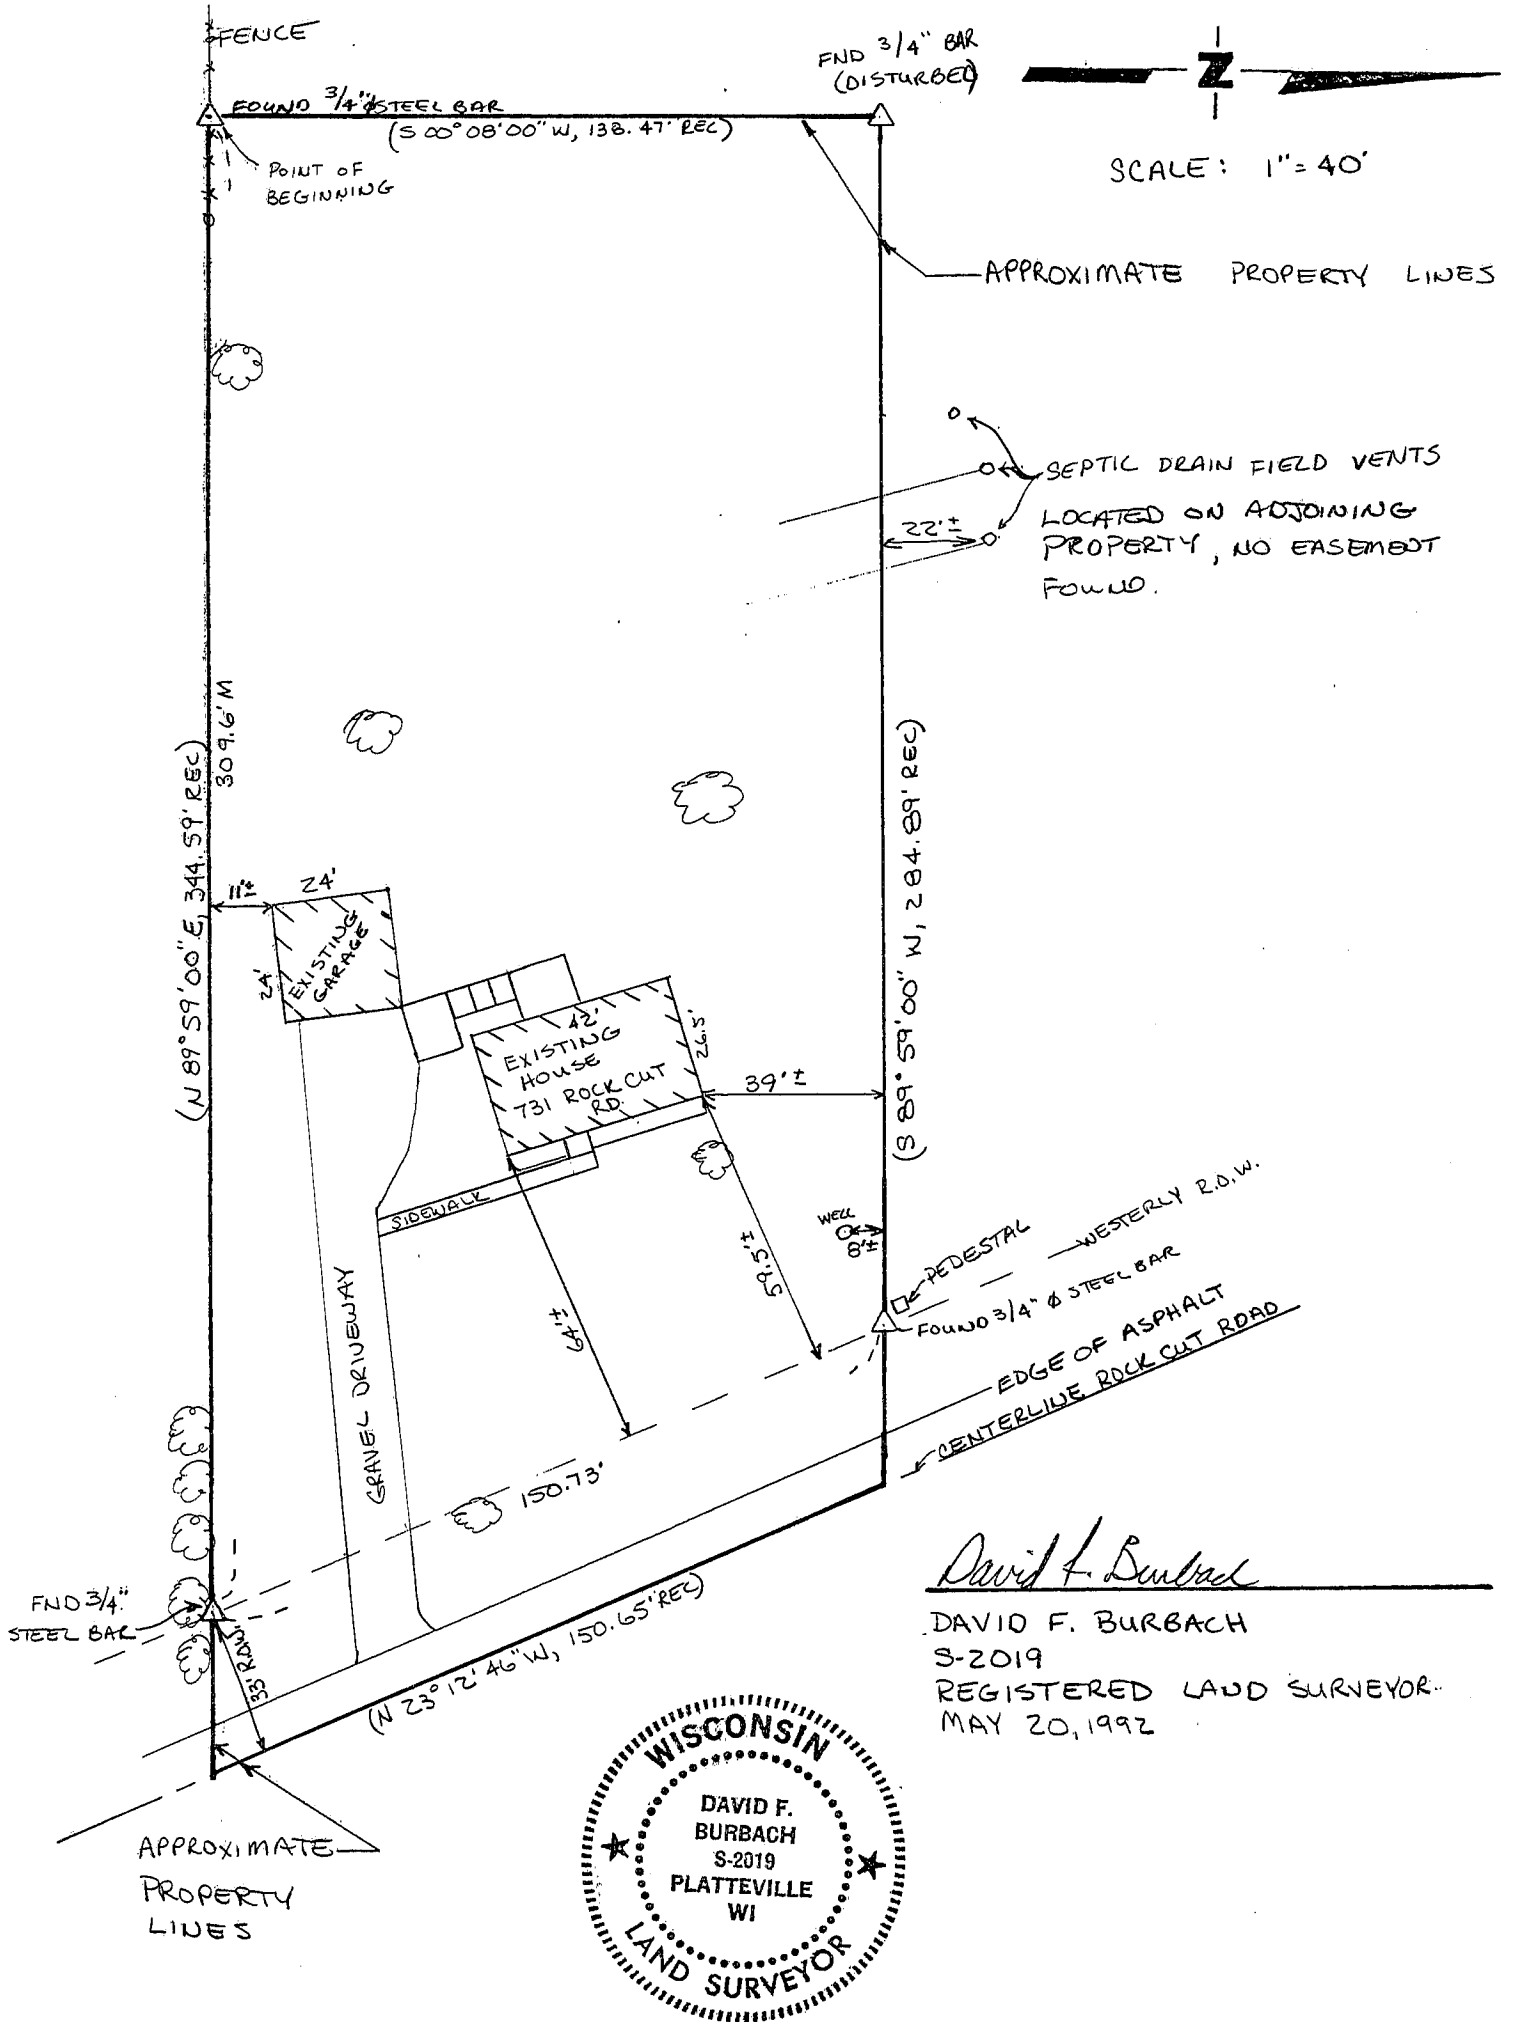 FENCE
FND 3/4" BAR
(DISTURBED)
Z
FOUND 3/4" Ø STEEL BAR
(S 00° 08' 00" W, 138.47' REC)
POINT OF
BEGINNING
SCALE: 1" = 40'
APPROXIMATE PROPERTY LINES
SEPTIC DRAIN FIELD VENTS
LOCATED ON ADJOINING
PROPERTY, NO EASEMENT
FOUND.
22'±
309.6' M
(N 89° 59' 00" E, 344.59' REC)
(S 89° 59' 00" W, 284.89' REC)
11'±
24'
24'
EXISTING
GARAGE
42'
26.5'
EXISTING
HOUSE
731 ROCK CUT
RD.
39'±
SIDEWALK
WELL
8'±
59.5'±
64'±
PEDESTAL
WESTERLY R.O.W.
FOUND 3/4" Ø STEEL BAR
EDGE OF ASPHALT
CENTERLINE ROCK CUT ROAD
GRAVEL DRIVEWAY
150.73'
FND 3/4"
STEEL BAR
33' R.O.W.
(N 23° 12' 46" W, 150.65' REC)
David F. Burbach
DAVID F. BURBACH
S-2019
REGISTERED LAND SURVEYOR
MAY 20, 1992
APPROXIMATE
PROPERTY
LINES
WISCONSIN
DAVID F.
BURBACH
S-2019
PLATTEVILLE
WI
LAND SURVEYOR